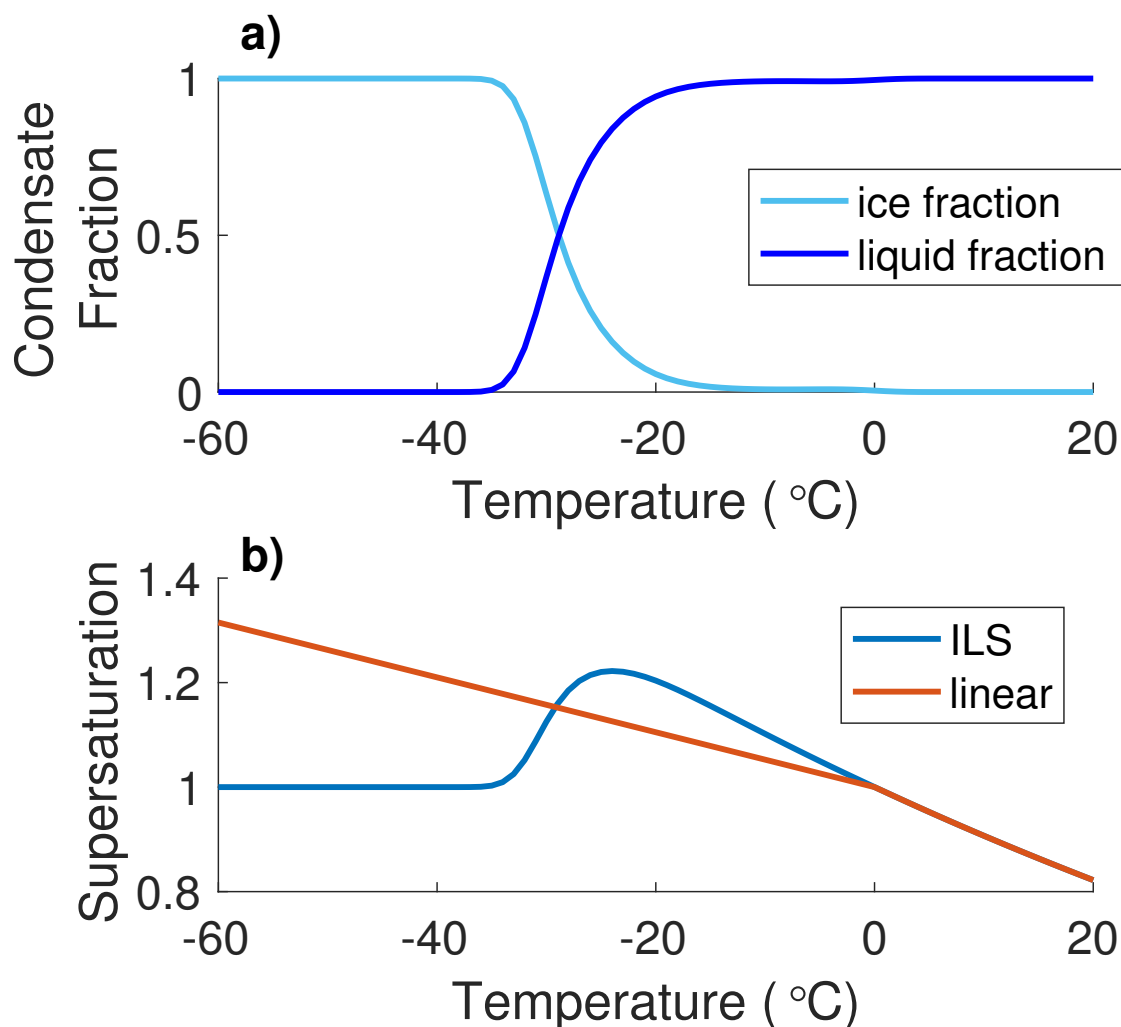 a)
Condensate
Fraction
1
0.5
0
ice fraction
liquid fraction
-60 -40 -20 0 20
Temperature ( °C)
b)
Supersaturation
1.4
1.2
1
0.8
ILS
linear
-60 -40 -20 0 20
Temperature ( °C)